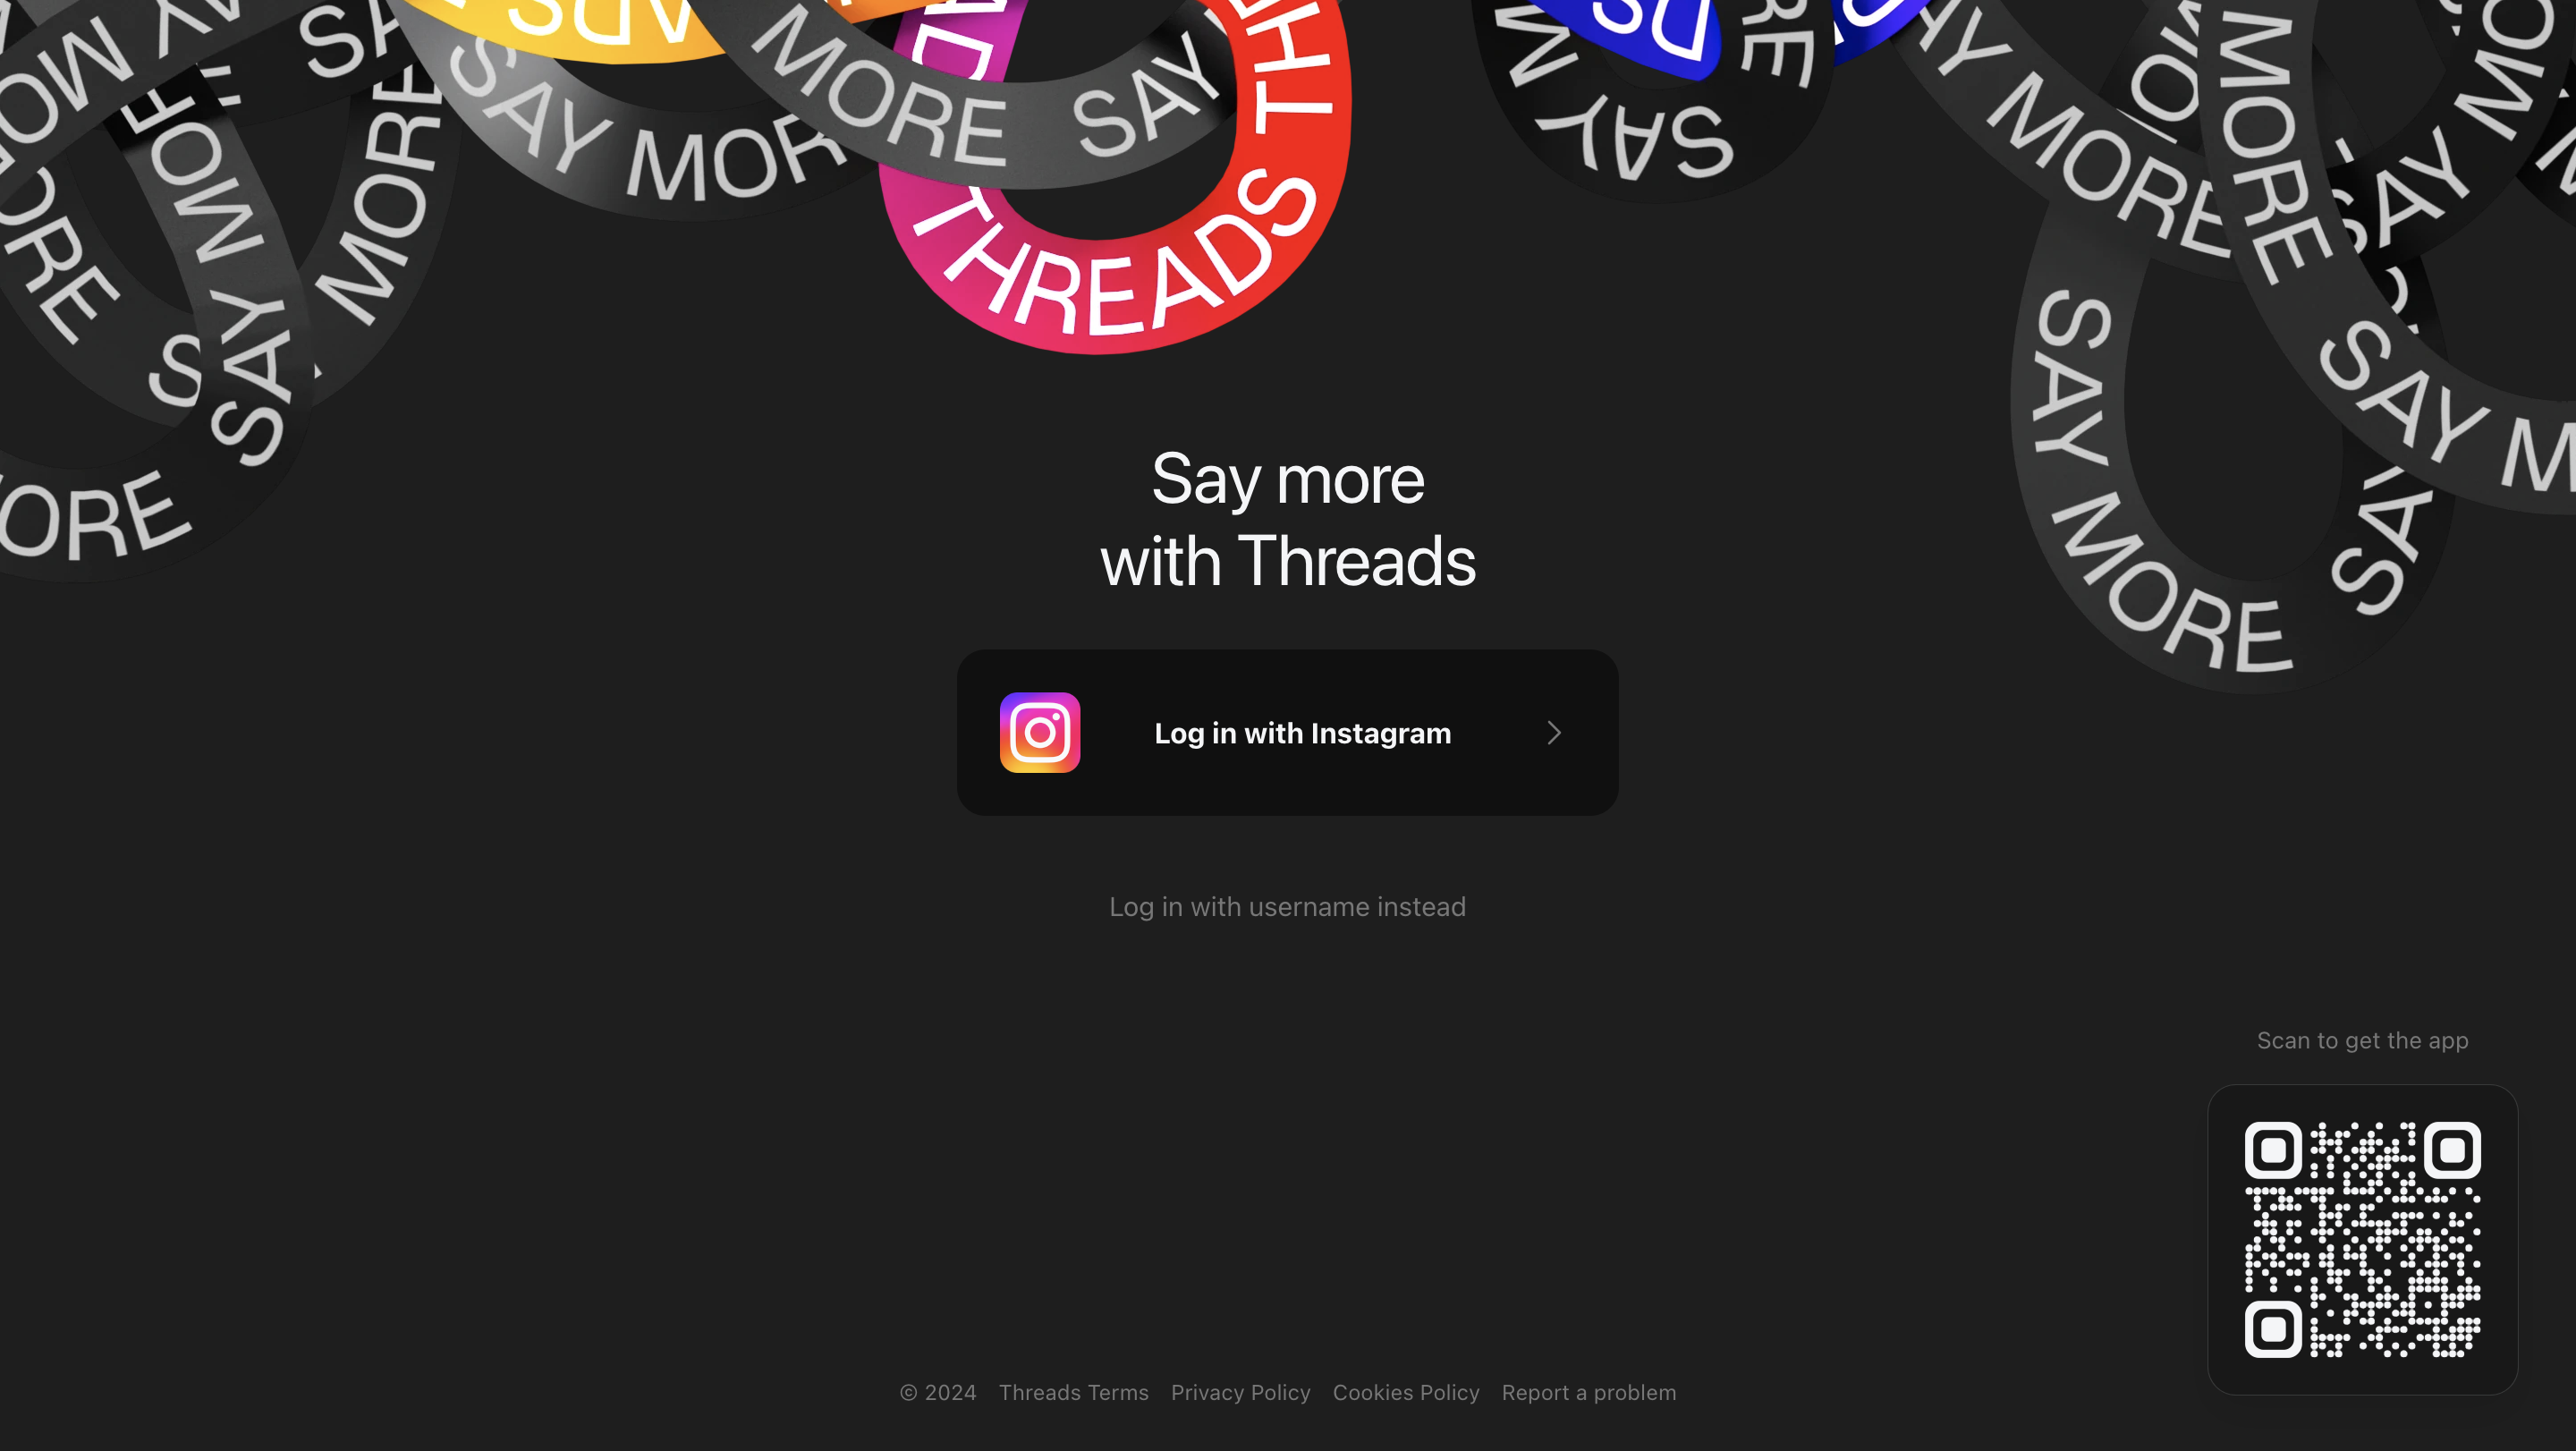 SAY MORE
SAY MORE
MORE SAY
THREADS
SAY MORE
SAY MORE
SAY MORE
MORE
MORE
SAY
SAY
Say more
with Threads
Log in with Instagram
Log in with username instead
Scan to get the app
© 2024 Threads Terms Privacy Policy Cookies Policy Report a problem